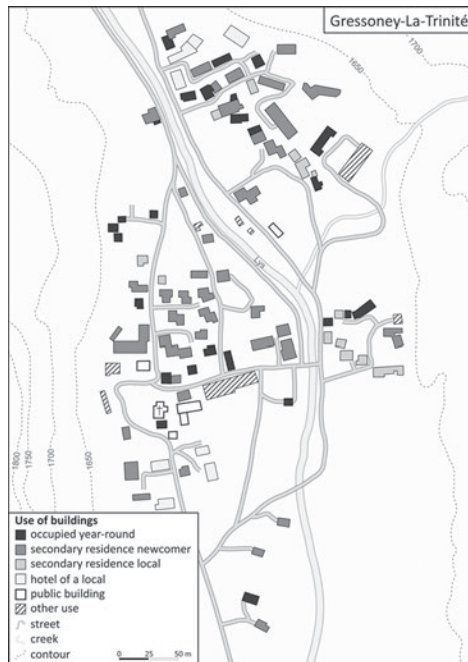 Gressoney-La-Trinité
1700
1650
Lys
1800
1750
1700
1650
Use of buildings
occupied year-round
secondary residence newcomer
secondary residence local
hotel of a local
public building
other use
street
creek
contour
0 25 50 m